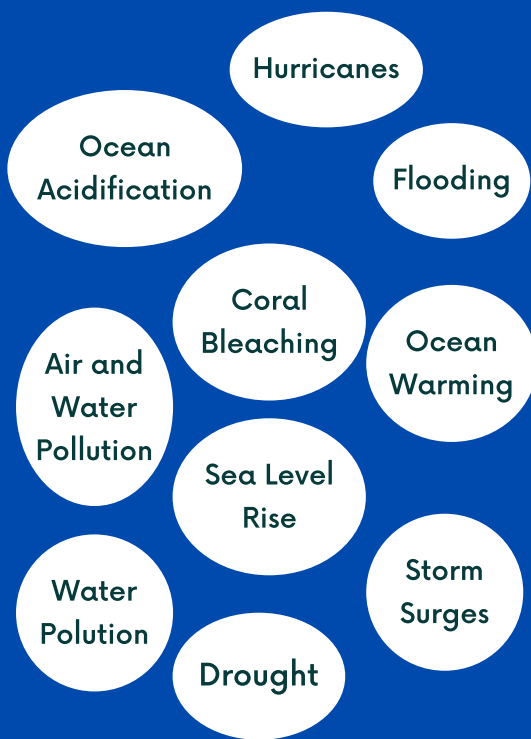 Hurricanes
Ocean
Acidification
Flooding
Coral
Bleaching
Ocean
Warming
Air and
Water
Pollution
Sea Level
Rise
Storm
Surges
Water
Polution
Drought